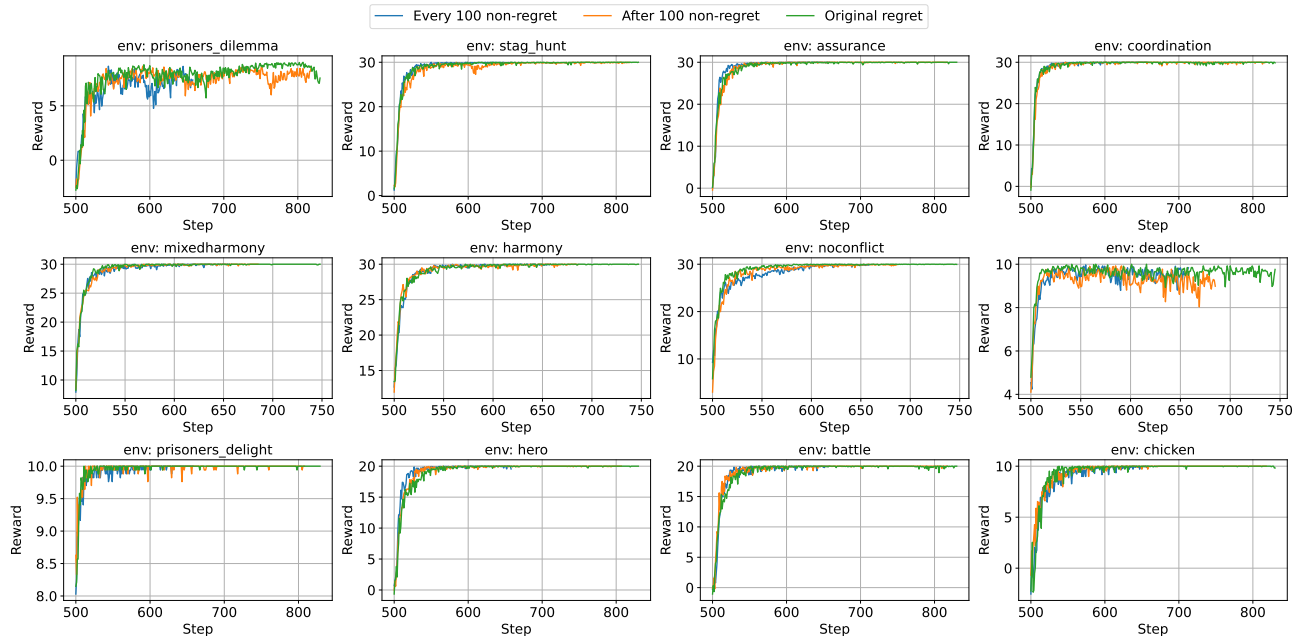 Every 100 non-regret After 100 non-regret Original regret
env: prisoners_dilemma env: stag_hunt env: assurance env: coordination
Reward
5
0
500 600 700 800
Step
Reward
30
20
10
0
500 600 700 800
Step
Reward
30
20
10
0
500 600 700 800
Step
Reward
30
20
10
0
500 600 700 800
Step
env: mixedharmony env: harmony env: noconflict env: deadlock
Reward
30
25
20
15
10
500 550 600 650 700 750
Step
Reward
30
25
20
15
500 550 600 650 700 750
Step
Reward
30
20
10
500 550 600 650 700 750
Step
Reward
10
8
6
4
500 550 600 650 700 750
Step
env: prisoners_delight env: hero env: battle env: chicken
Reward
10.0
9.5
9.0
8.5
8.0
500 600 700 800
Step
Reward
20
15
10
5
0
500 600 700 800
Step
Reward
20
15
10
5
0
500 600 700 800
Step
Reward
10
5
0
500 600 700 800
Step